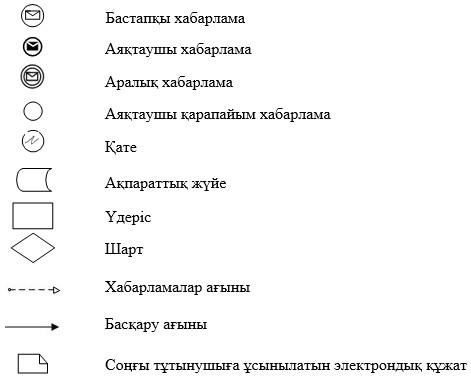 Бастапқы хабарлама
Аяқтаушы хабарлама
Аралық хабарлама
Аяқтаушы қарапайым хабарлама
Қате
Ақпараттық жүйе
Үдеріс
Шарт
Хабарламалар ағыны
Басқару ағыны
Соңғы тұтынушыға ұсынылатын электрондық құжат